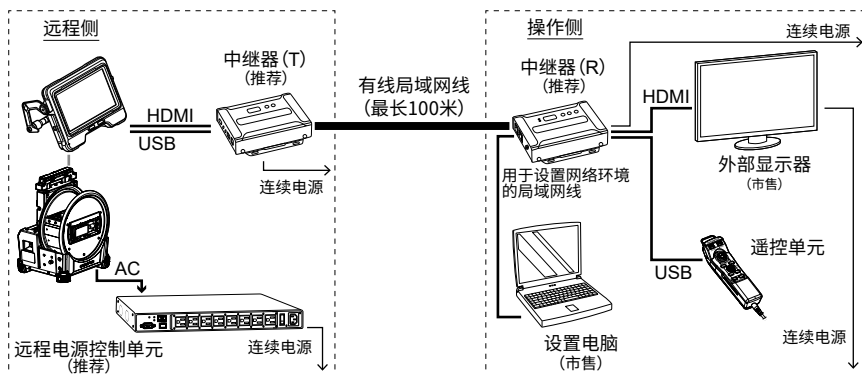 远程侧
中继器(T)
(推荐)
HDMI
USB
连续电源
AC
远程电源控制单元
(推荐)
连续电源
有线局域网线
(最长100米)
操作侧
连续电源
中继器(R)
(推荐)
HDMI
外部显示器
(市售)
用于设置网络环境
的局域网线
USB
遥控单元
设置电脑
(市售)
连续电源